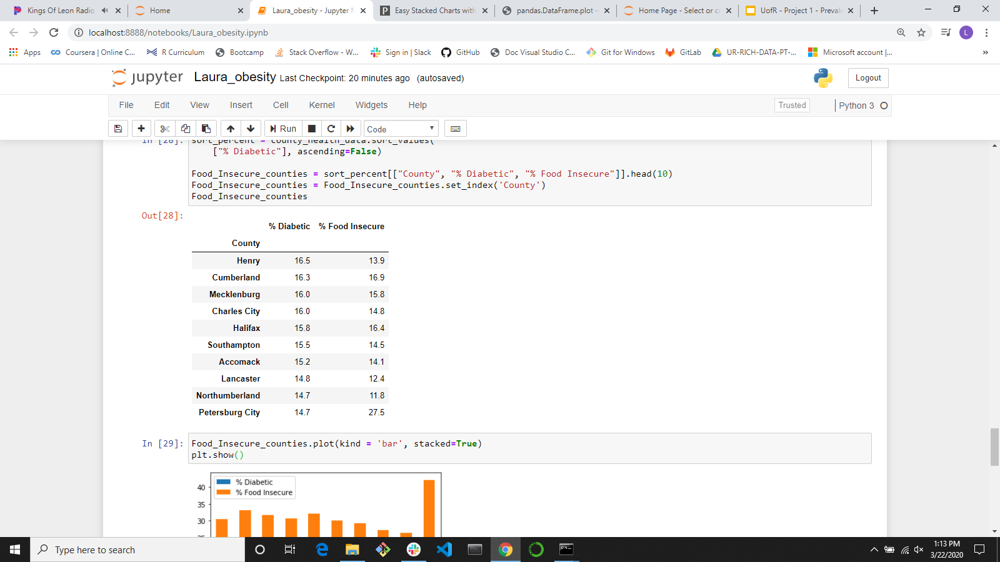 Kings Of Leon Radio
Home
Laura_obesity - Jupyter N
Easy Stacked Charts with
pandas.DataFrame.plot –
Home Page - Select or cr
UofR - Project 1 - Prevale
localhost:8888/notebooks/Laura_obesity.ipynb
L
Apps
Coursera | Online C...
R Curriculum
Bootcamp
Stack Overflow - W...
Sign in | Slack
GitHub
Doc Visual Studio C...
Git for Windows
GitLab
UR-RICH-DATA-PT-...
Microsoft account |...
»
jupyter Laura_obesity Last Checkpoint: 20 minutes ago (autosaved)
Logout
File Edit View Insert Cell Kernel Widgets Help
Trusted
Python 3
Run
Code
In [28]: sort_percent = county_health_data.sort_values(
["% Diabetic"], ascending=False)
Food_Insecure_counties = sort_percent[["County", "% Diabetic", "% Food Insecure"]].head(10)
Food_Insecure_counties = Food_Insecure_counties.set_index('County')
Food_Insecure_counties
Out[28]:
% Diabetic % Food Insecure
County
Henry 16.5 13.9
Cumberland 16.3 16.9
Mecklenburg 16.0 15.8
Charles City 16.0 14.8
Halifax 15.8 16.4
Southampton 15.5 14.5
Accomack 15.2 14.1
Lancaster 14.8 12.4
Northumberland 14.7 11.8
Petersburg City 14.7 27.5
In [29]: Food_Insecure_counties.plot(kind = 'bar', stacked=True)
plt.show()
% Diabetic
% Food Insecure
40
35
30
Type here to search
1:13 PM
3/22/2020